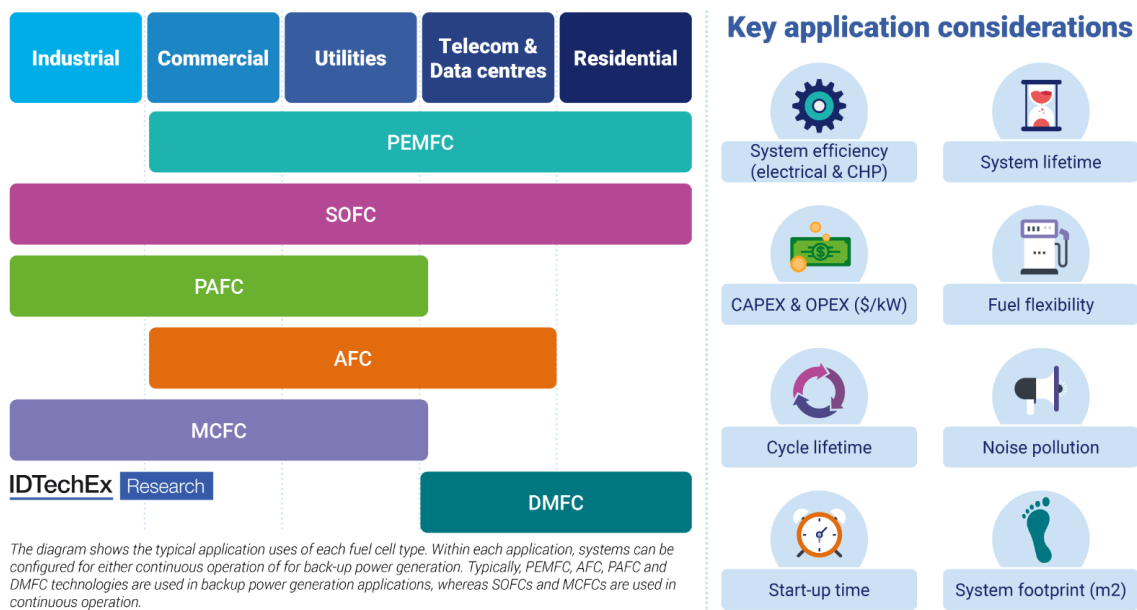 Industrial
Commercial
Utilities
Telecom &
Data centres
Residential
PEMFC
SOFC
PAFC
AFC
MCFC
DMFC
IDTechEx Research
The diagram shows the typical application uses of each fuel cell type. Within each application, systems can be
configured for either continuous operation of for back-up power generation. Typically, PEMFC, AFC, PAFC and
DMFC technologies are used in backup power generation applications, whereas SOFCs and MCFCs are used in
continuous operation.
Key application considerations
System efficiency
(electrical & CHP)
System lifetime
CAPEX & OPEX ($/kW)
Fuel flexibility
Cycle lifetime
Noise pollution
Start-up time
System footprint (m2)